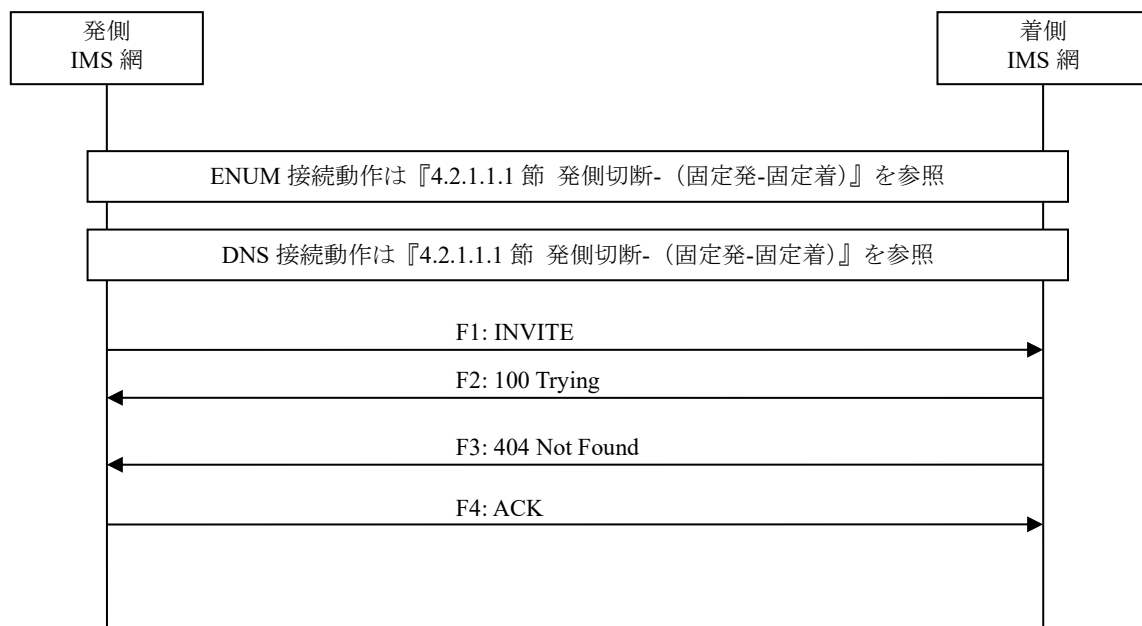 発側
IMS 網
着側
IMS 網
ENUM 接続動作は『4.2.1.1.1 節 発側切断-（固定発-固定着）』を参照
DNS 接続動作は『4.2.1.1.1 節 発側切断-（固定発-固定着）』を参照
F1: INVITE
F2: 100 Trying
F3: 404 Not Found
F4: ACK